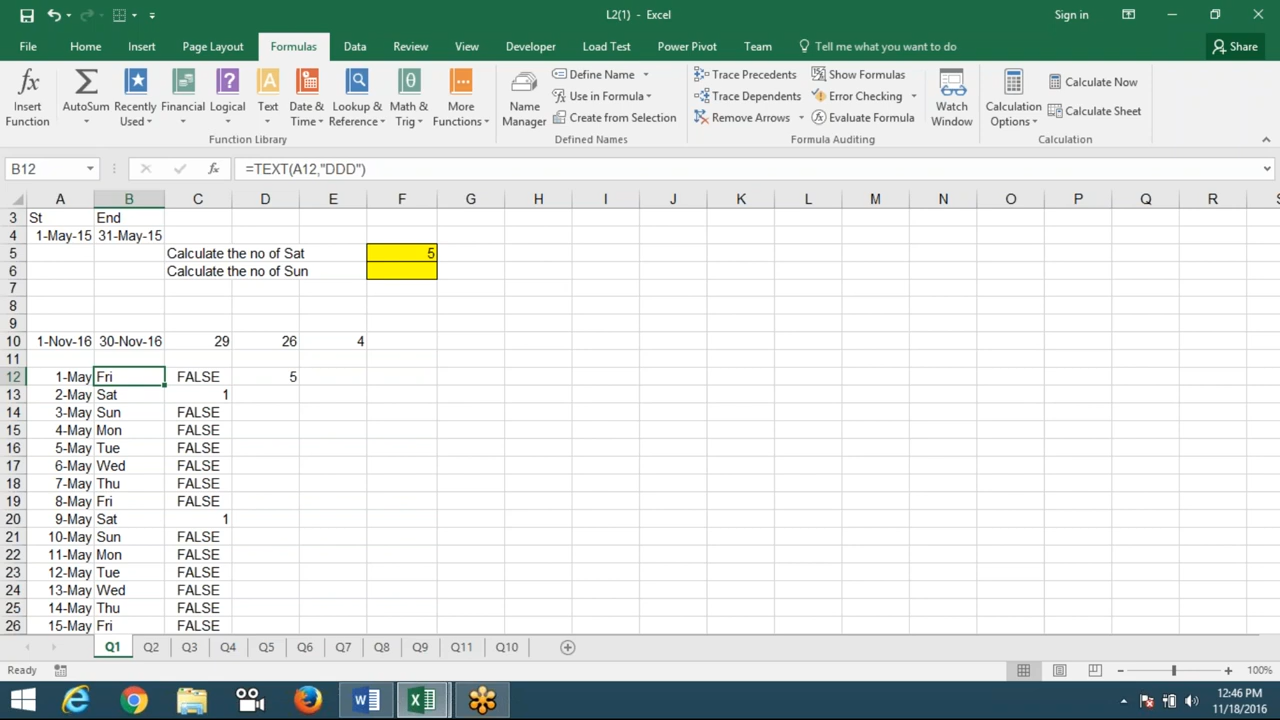 L2(1) - Excel
Sign in
File Home Insert Page Layout Formulas Data Review View Developer Load Test Power Pivot Team Tell me what you want to do Share
Insert Function
AutoSum
Recently Used
Financial
Logical
Text
Date & Time
Lookup & Reference
Math & Trig
More Functions
Function Library
Name Manager
Define Name
Use in Formula
Create from Selection
Defined Names
Trace Precedents
Trace Dependents
Remove Arrows
Show Formulas
Error Checking
Evaluate Formula
Formula Auditing
Watch Window
Calculation Options
Calculate Now
Calculate Sheet
Calculation
B12 fx =TEXT(A12,"DDD")
A B C D E F G H I J K L M N O P Q R S
3 St End
4 1-May-15 31-May-15
5 Calculate the no of Sat 5
6 Calculate the no of Sun
7
8
9
10 1-Nov-16 30-Nov-16 29 26 4
11
12 1-May Fri FALSE 5
13 2-May Sat 1
14 3-May Sun FALSE
15 4-May Mon FALSE
16 5-May Tue FALSE
17 6-May Wed FALSE
18 7-May Thu FALSE
19 8-May Fri FALSE
20 9-May Sat 1
21 10-May Sun FALSE
22 11-May Mon FALSE
23 12-May Tue FALSE
24 13-May Wed FALSE
25 14-May Thu FALSE
26 15-May Fri FALSE
Q1 Q2 Q3 Q4 Q5 Q6 Q7 Q8 Q9 Q11 Q10
Ready 100%
12:46 PM
11/18/2016